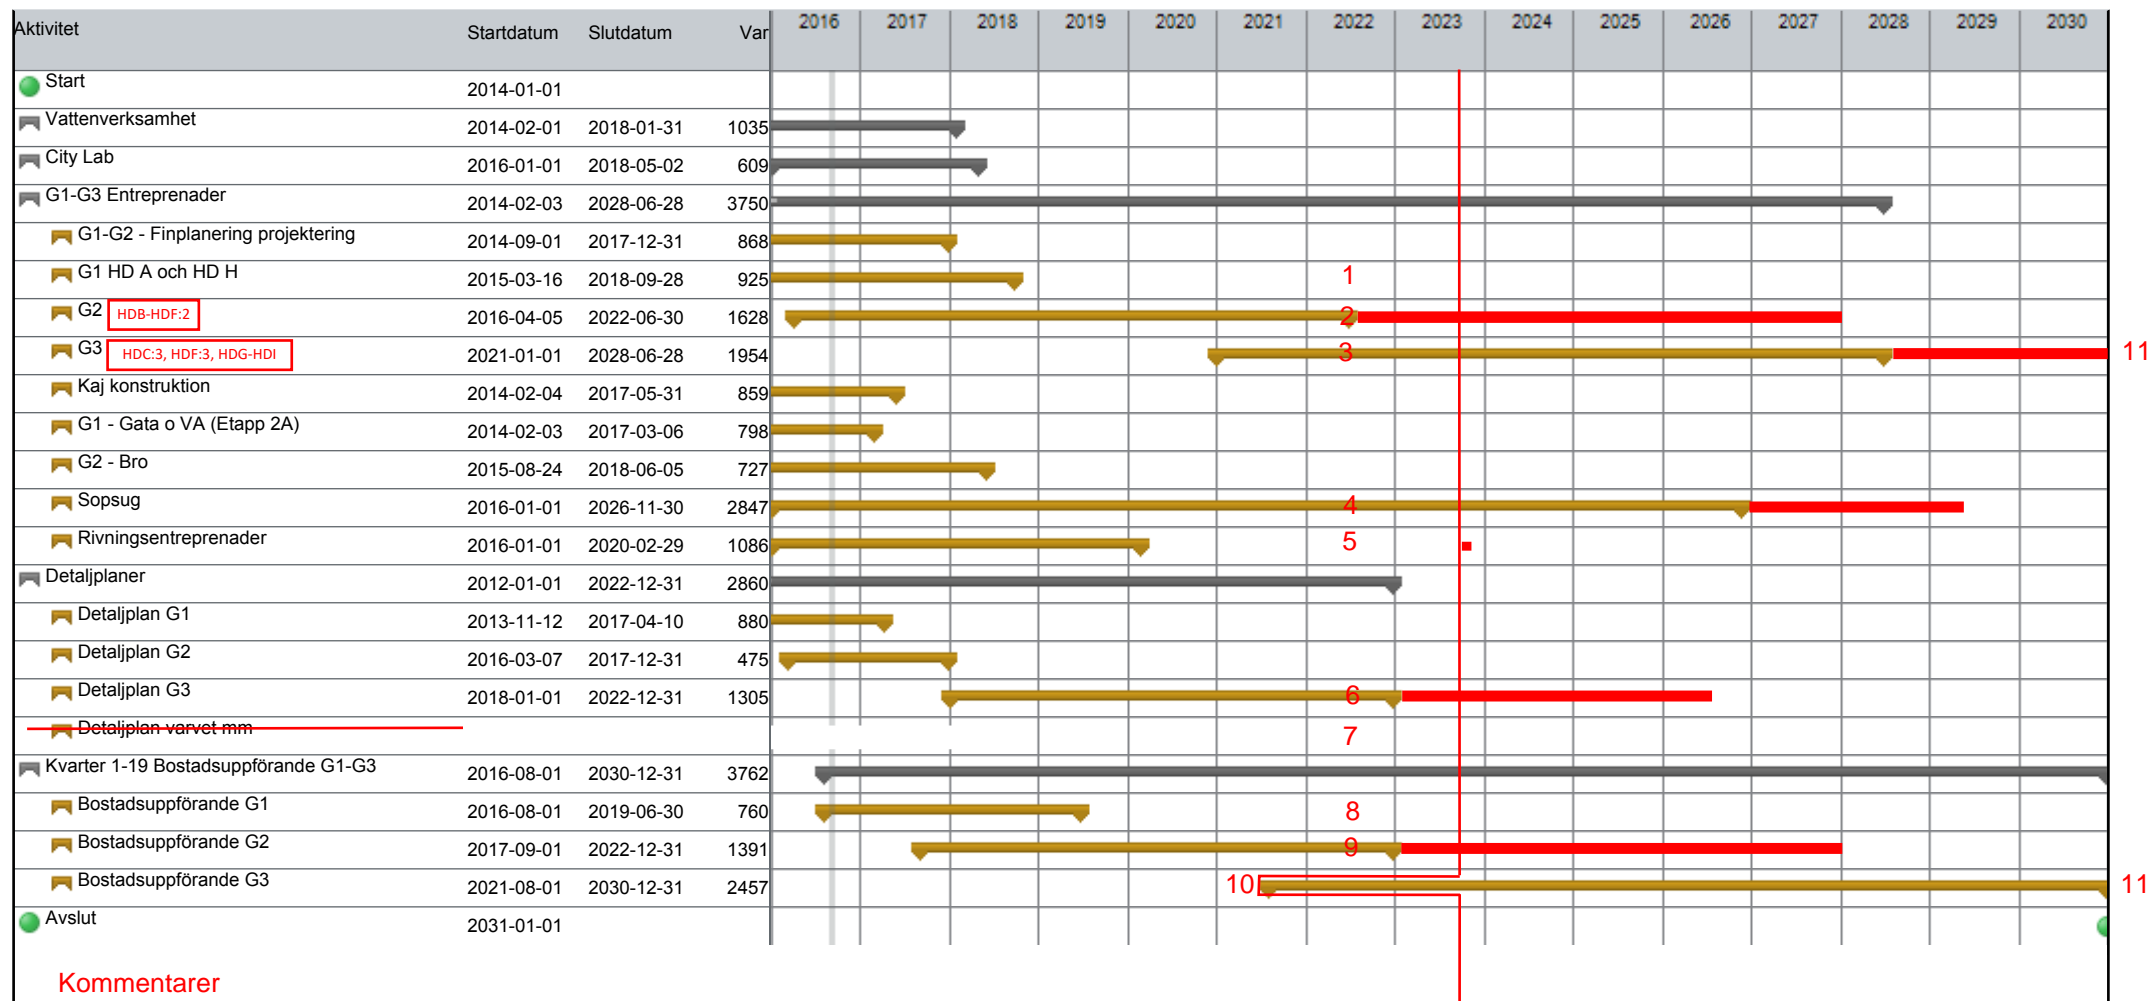 Aktivitet Startdatum Slutdatum Var 2016 2017 2018 2019 2020 2021 2022 2023 2024 2025 2026 2027 2028 2029 2030
Start 2014-01-01
Vattenverksamhet 2014-02-01 2018-01-31 1035
City Lab 2016-01-01 2018-05-02 609
G1-G3 Entreprenader 2014-02-03 2028-06-28 3750
G1-G2 - Finplanering projektering 2014-09-01 2017-12-31 868
G1 HD A och HD H 2015-03-16 2018-09-28 925 1
G2 HDB-HDF:2 2016-04-05 2022-06-30 1628 2
G3 HDC:3, HDF:3, HDG-HDI 2021-01-01 2028-06-28 1954 3 11
Kaj konstruktion 2014-02-04 2017-05-31 859
G1 - Gata o VA (Etapp 2A) 2014-02-03 2017-03-06 798
G2 - Bro 2015-08-24 2018-06-05 727
Sopsug 2016-01-01 2026-11-30 2847 4
Rivningsentreprenader 2016-01-01 2020-02-29 1086 5
Detaljplaner 2012-01-01 2022-12-31 2860
Detaljplan G1 2013-11-12 2017-04-10 880
Detaljplan G2 2016-03-07 2017-12-31 475
Detaljplan G3 2018-01-01 2022-12-31 1305 6
Detaljplan varvet mm 7
Kvarter 1-19 Bostadsuppförande G1-G3 2016-08-01 2030-12-31 3762
Bostadsuppförande G1 2016-08-01 2019-06-30 760 8
Bostadsuppförande G2 2017-09-01 2022-12-31 1391 9
Bostadsuppförande G3 2021-08-01 2030-12-31 2457 10 11
Avslut 2031-01-01
Kommentarer